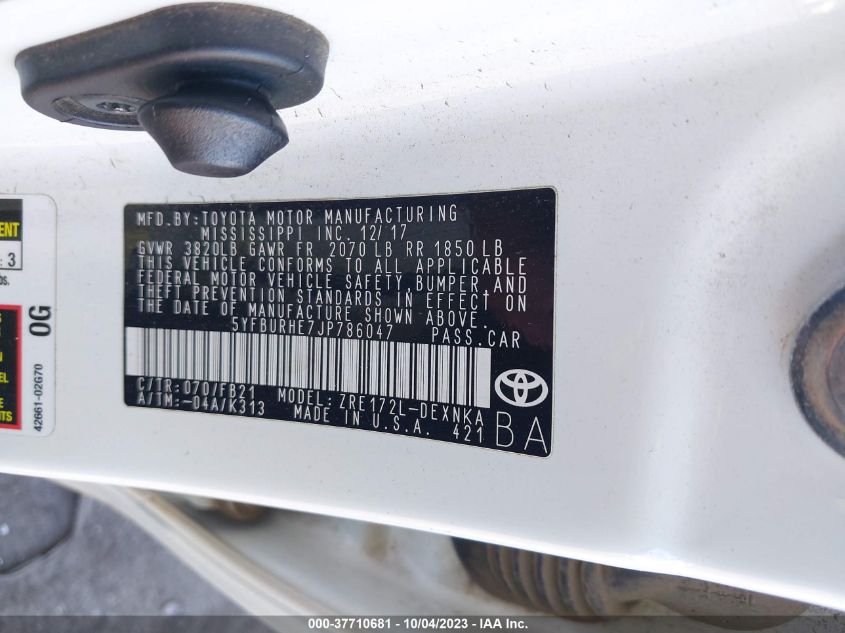 MFD.BY:TOYOTA MOTOR MANUFACTURING
MISSISSIPPI INC. 12/17
GVWR 3820LB GAWR FR 2070 LB RR 1850 LB
THIS VEHICLE CONFORMS TO ALL APPLICABLE
FEDERAL MOTOR VEHICLE SAFETY,BUMPER,AND
THEFT PREVENTION STANDARDS IN EFFECT ON
THE DATE OF MANUFACTURE SHOWN ABOVE.
5YFBURHE7JP786047 PASS.CAR
C/TR: 070/FB21 MODEL: ZRE172L-DEXNKA
A/TM:-04A/K313 MADE IN U.S.A. 421
BA
3
0G
42661-02G70
000-37710681 - 10/04/2023 - IAAI Inc.